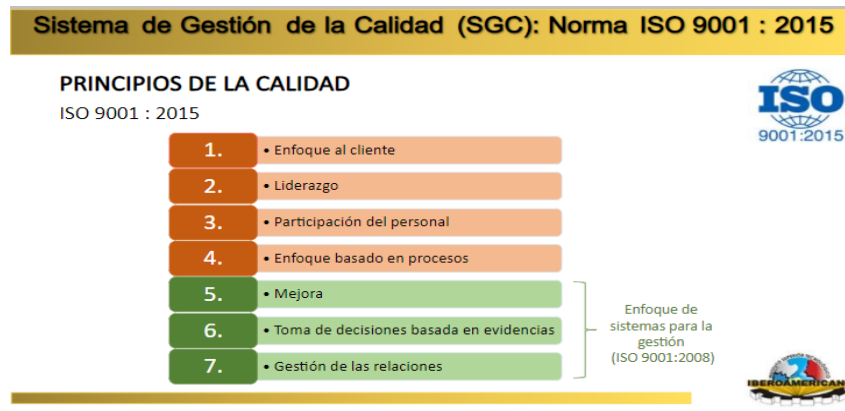 Sistema de Gestión de la Calidad (SGC): Norma ISO 9001 : 2015
PRINCIPIOS DE LA CALIDAD
ISO 9001 : 2015
ISO
9001:2015
1. • Enfoque al cliente
2. • Liderazgo
3. • Participación del personal
4. • Enfoque basado en procesos
5. • Mejora
6. • Toma de decisiones basada en evidencias
7. • Gestión de las relaciones
Enfoque de
sistemas para la
gestión
(ISO 9001:2008)
IBEROAMERICAN